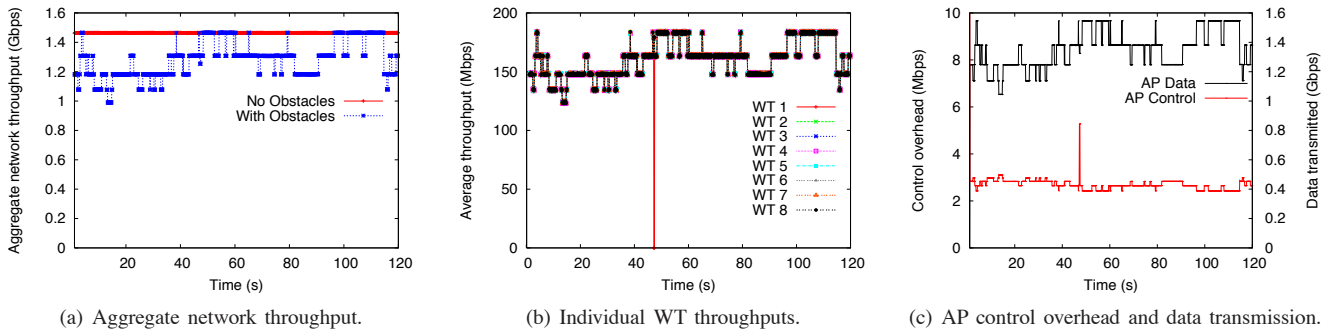 Aggregate network throughput (Gbps)
1.6
1.4
1.2
1
0.8
0.6
0.4
0.2
0
No Obstacles
With Obstacles
20
40
60
80
100
120
Time (s)
(a) Aggregate network throughput.
Average throughput (Mbps)
200
150
100
50
0
WT 1
WT 2
WT 3
WT 4
WT 5
WT 6
WT 7
WT 8
20
40
60
80
100
120
Time (s)
(b) Individual WT throughputs.
Control overhead (Mbps)
10
8
6
4
2
0
AP Data
AP Control
20
40
60
80
100
120
Time (s)
1.6
1.4
1.2
1
0.8
0.6
0.4
0.2
0
Data transmitted (Gbps)
(c) AP control overhead and data transmission.